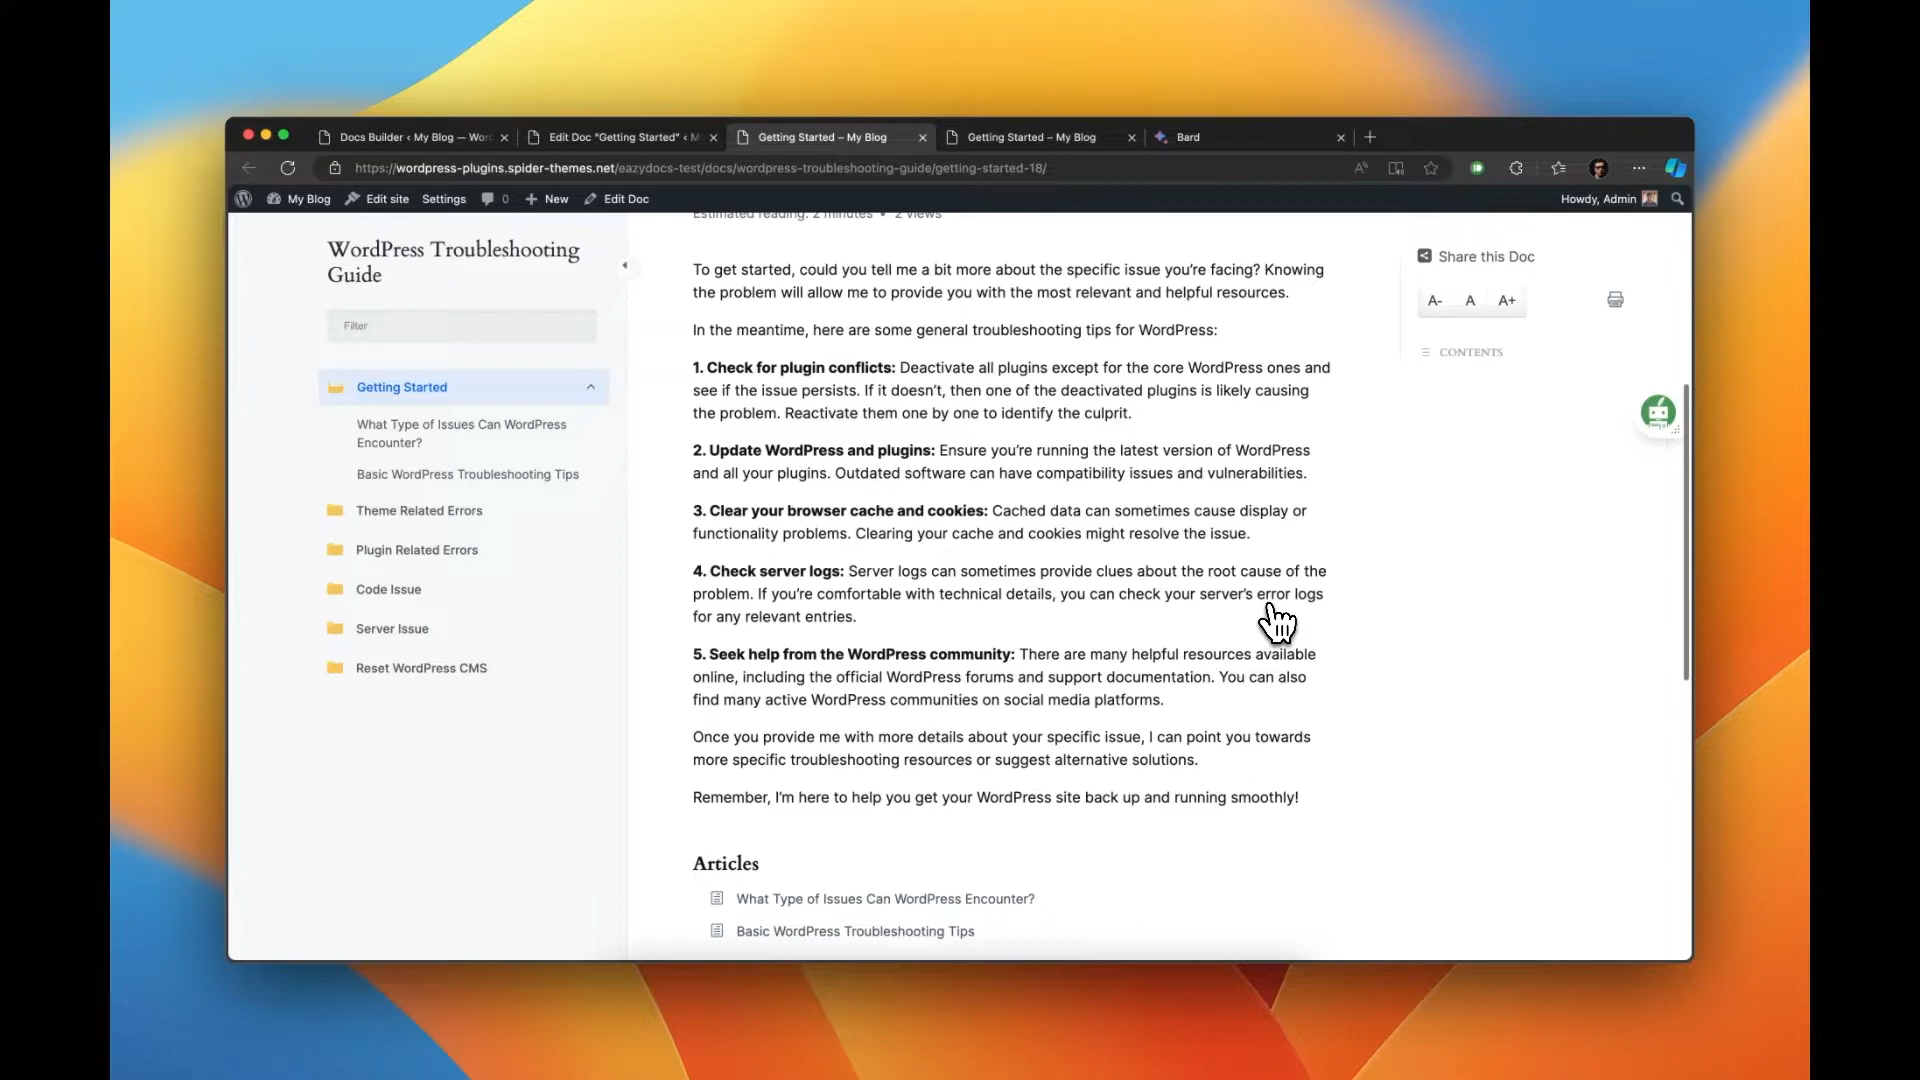 Docs Builder ‹ My Blog — Wor
Edit Doc "Getting Started" ‹ M
Getting Started – My Blog
Getting Started – My Blog
Bard
https://wordpress-plugins.spider-themes.net/eazydocs-test/docs/wordpress-troubleshooting-guide/getting-started-18/
My Blog
Edit site
Settings
0
New
Edit Doc
Howdy, Admin
WordPress Troubleshooting
Guide
Filter
Getting Started
What Type of Issues Can WordPress
Encounter?
Basic WordPress Troubleshooting Tips
Theme Related Errors
Plugin Related Errors
Code Issue
Server Issue
Reset WordPress CMS
Estimated reading: 2 minutes • 2 views
To get started, could you tell me a bit more about the specific issue you're facing? Knowing
the problem will allow me to provide you with the most relevant and helpful resources.
In the meantime, here are some general troubleshooting tips for WordPress:
1. Check for plugin conflicts: Deactivate all plugins except for the core WordPress ones and
see if the issue persists. If it doesn't, then one of the deactivated plugins is likely causing
the problem. Reactivate them one by one to identify the culprit.
2. Update WordPress and plugins: Ensure you're running the latest version of WordPress
and all your plugins. Outdated software can have compatibility issues and vulnerabilities.
3. Clear your browser cache and cookies: Cached data can sometimes cause display or
functionality problems. Clearing your cache and cookies might resolve the issue.
4. Check server logs: Server logs can sometimes provide clues about the root cause of the
problem. If you're comfortable with technical details, you can check your server's error logs
for any relevant entries.
5. Seek help from the WordPress community: There are many helpful resources available
online, including the official WordPress forums and support documentation. You can also
find many active WordPress communities on social media platforms.
Once you provide me with more details about your specific issue, I can point you towards
more specific troubleshooting resources or suggest alternative solutions.
Remember, I'm here to help you get your WordPress site back up and running smoothly!
Articles
What Type of Issues Can WordPress Encounter?
Basic WordPress Troubleshooting Tips
Share this Doc
A- A A+
CONTENTS